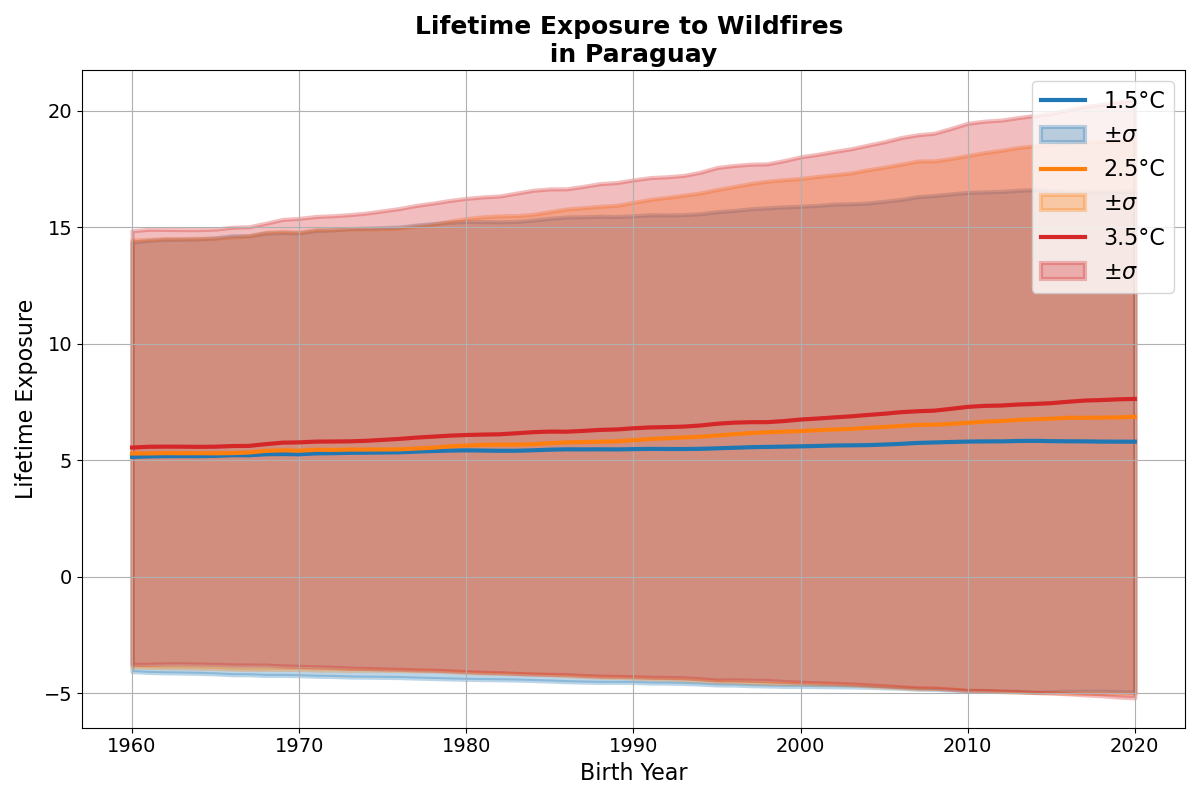 Lifetime Exposure to Wildfires
in Paraguay
Lifetime Exposure
20
15
10
5
0
−5
1960
1970
1980
1990
2000
2010
2020
Birth Year
1.5°C
±σ
2.5°C
±σ
3.5°C
±σ